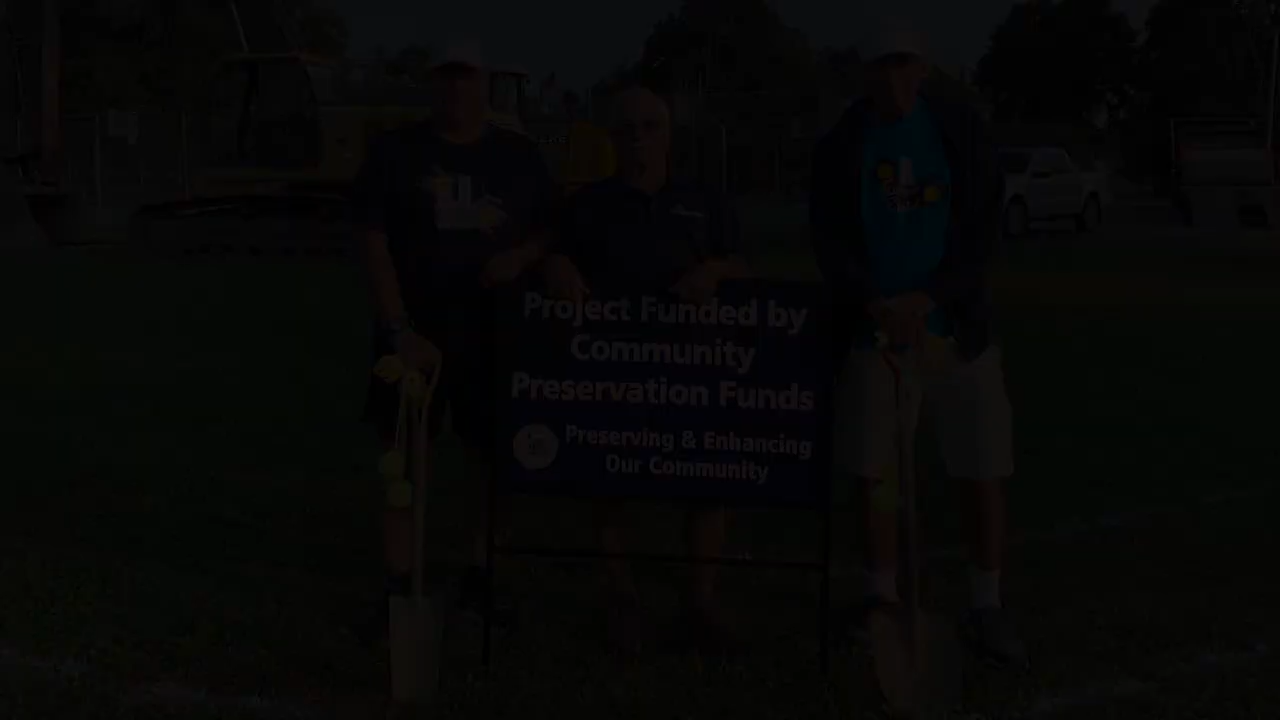 Project Funded by
Community
Preservation Funds
Preserving & Enhancing
Our Community